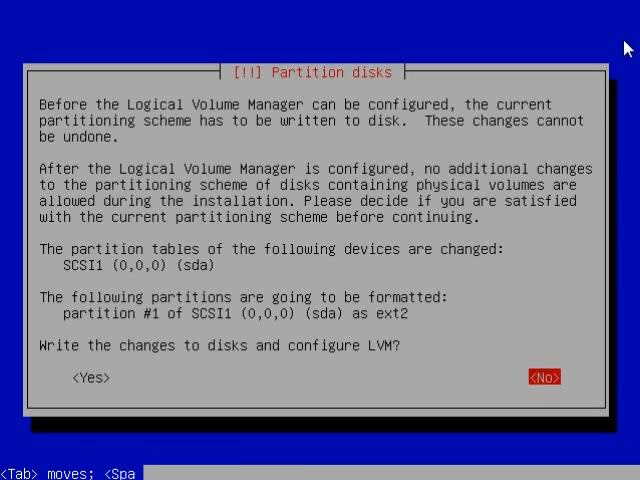 [!!] Partition disks
Before the Logical Volume Manager can be configured, the current
partitioning scheme has to be written to disk.  These changes cannot
be undone.
After the Logical Volume Manager is configured, no additional changes
to the partitioning scheme of disks containing physical volumes are
allowed during the installation. Please decide if you are satisfied
with the current partitioning scheme before continuing.
The partition tables of the following devices are changed:
SCSI1 (0,0,0) (sda)
The following partitions are going to be formatted:
partition #1 of SCSI1 (0,0,0) (sda) as ext2
Write the changes to disks and configure LVM?
<Yes> <No>
<Tab> moves; <Spa